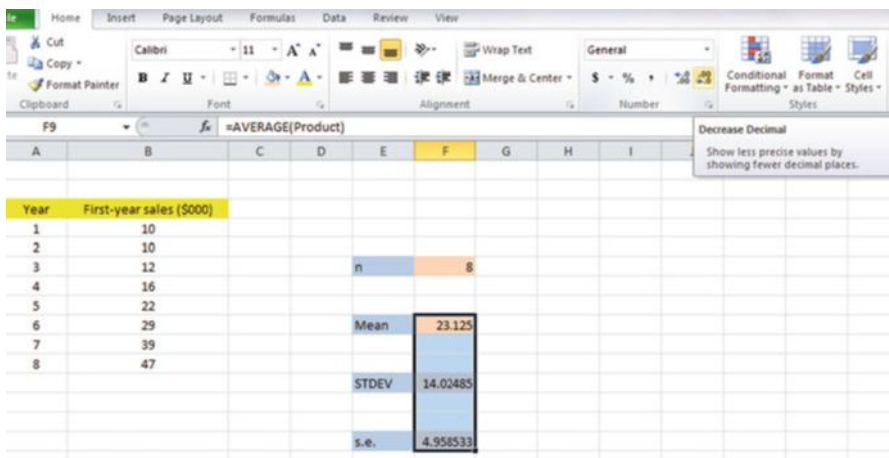 Home Insert Page Layout Formulas Data Review View
Cut
Copy
Format Painter
Clipboard
Calibri 11 A A
B I U A
Font
Wrap Text
Merge & Center
Alignment
General
$ % ,
Number
Conditional Formatting
Format as Table
Cell Styles
Styles
F9 fx =AVERAGE(Product)
Decrease Decimal
Show less precise values by
showing fewer decimal places.
A B C D E F G H I
Year First-year sales ($000)
1 10
2 10
3 12 n 8
4 16
5 22
6 29 Mean 23.125
7 39
8 47
STDEV 14.02485
s.e. 4.958533